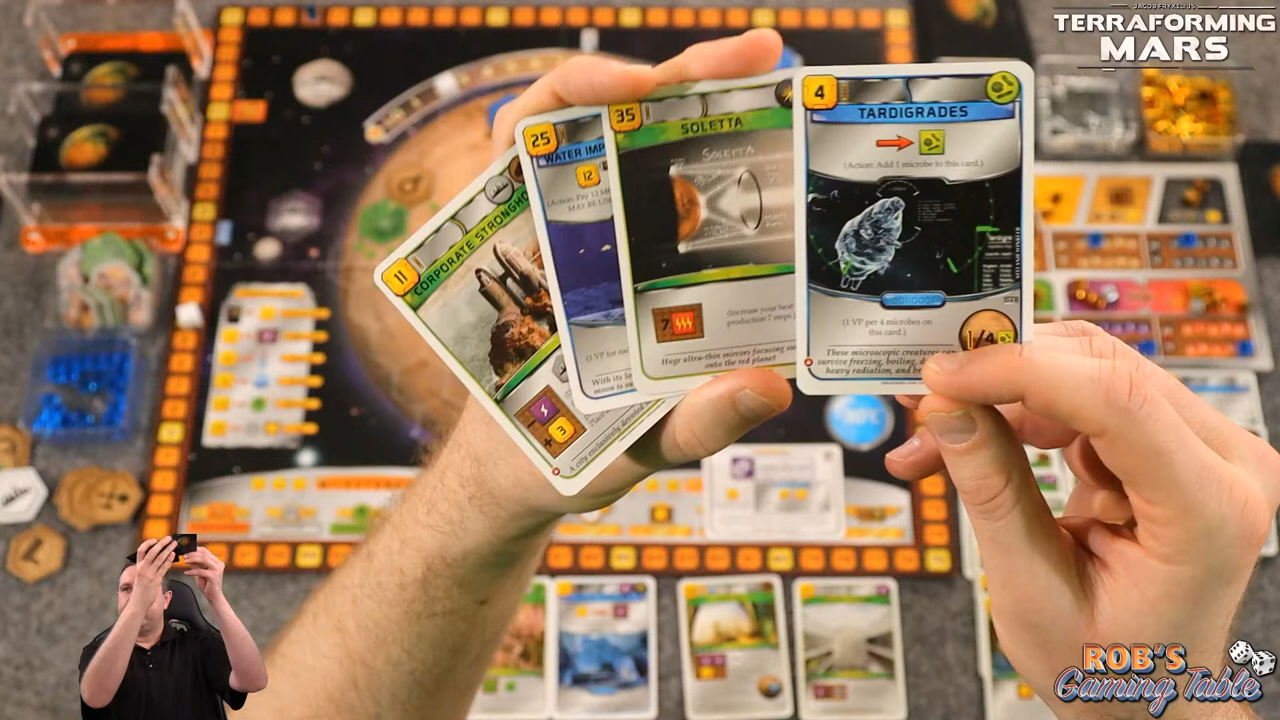 JACOB FRYXELIUS
TERRAFORMING
MARS
11
CORPORATE STRONGHO
3
25
WATER IMP
12
(Action: Pay 12 M
MAY BE US
(1 VP for
With its lo
moon is
35
SOLETTA
SOLETTA
7
(Increase your heat
production 7 steps.)
Huge ultra-thin mirrors focusing su
onto the red planet
4
TARDIGRADES
(Action: Add 1 microbe to this card.)
(1 VP per 4 microbes on
this card.)
1/4
These microscopic creatures can
survive freezing, boiling, d
heavy radiation, and
A city exclusively devoted
ROB'S
Gaming Table